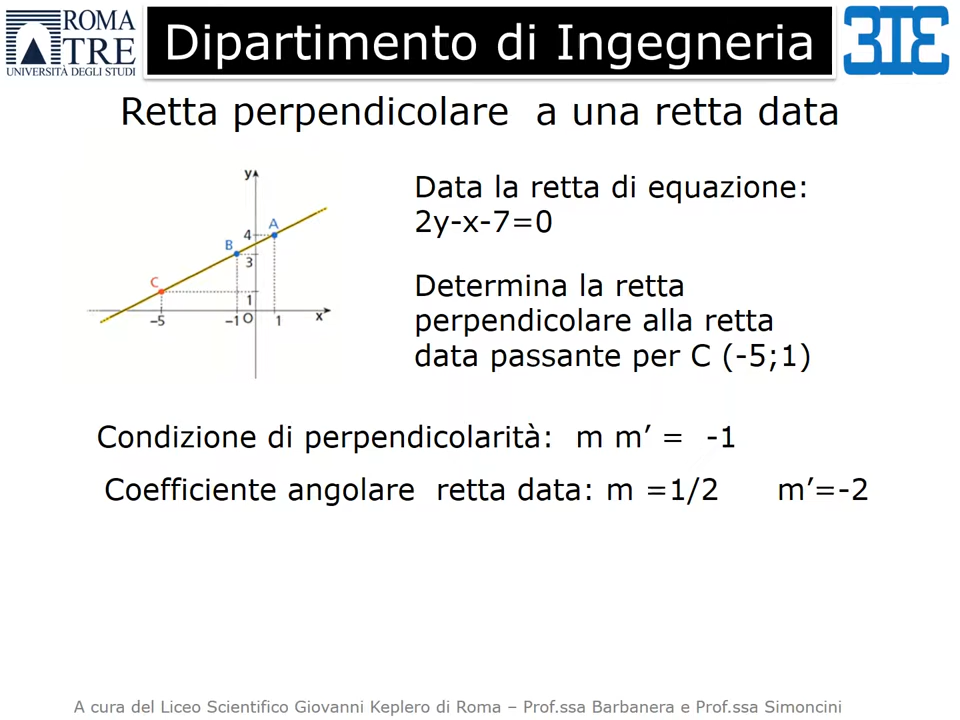 ROMA
TRE
UNIVERSITÀ DEGLI STUDI
Dipartimento di Ingegneria
3TE
Retta perpendicolare a una retta data
y
A
4
B
3
C
1
-5
-1
O
1
x
Data la retta di equazione:
2y-x-7=0
Determina la retta
perpendicolare alla retta
data passante per C (-5;1)
Condizione di perpendicolarità: m m’ = -1
Coefficiente angolare retta data: m =1/2 m’=-2
A cura del Liceo Scientifico Giovanni Keplero di Roma – Prof.ssa Barbanera e Prof.ssa Simoncini